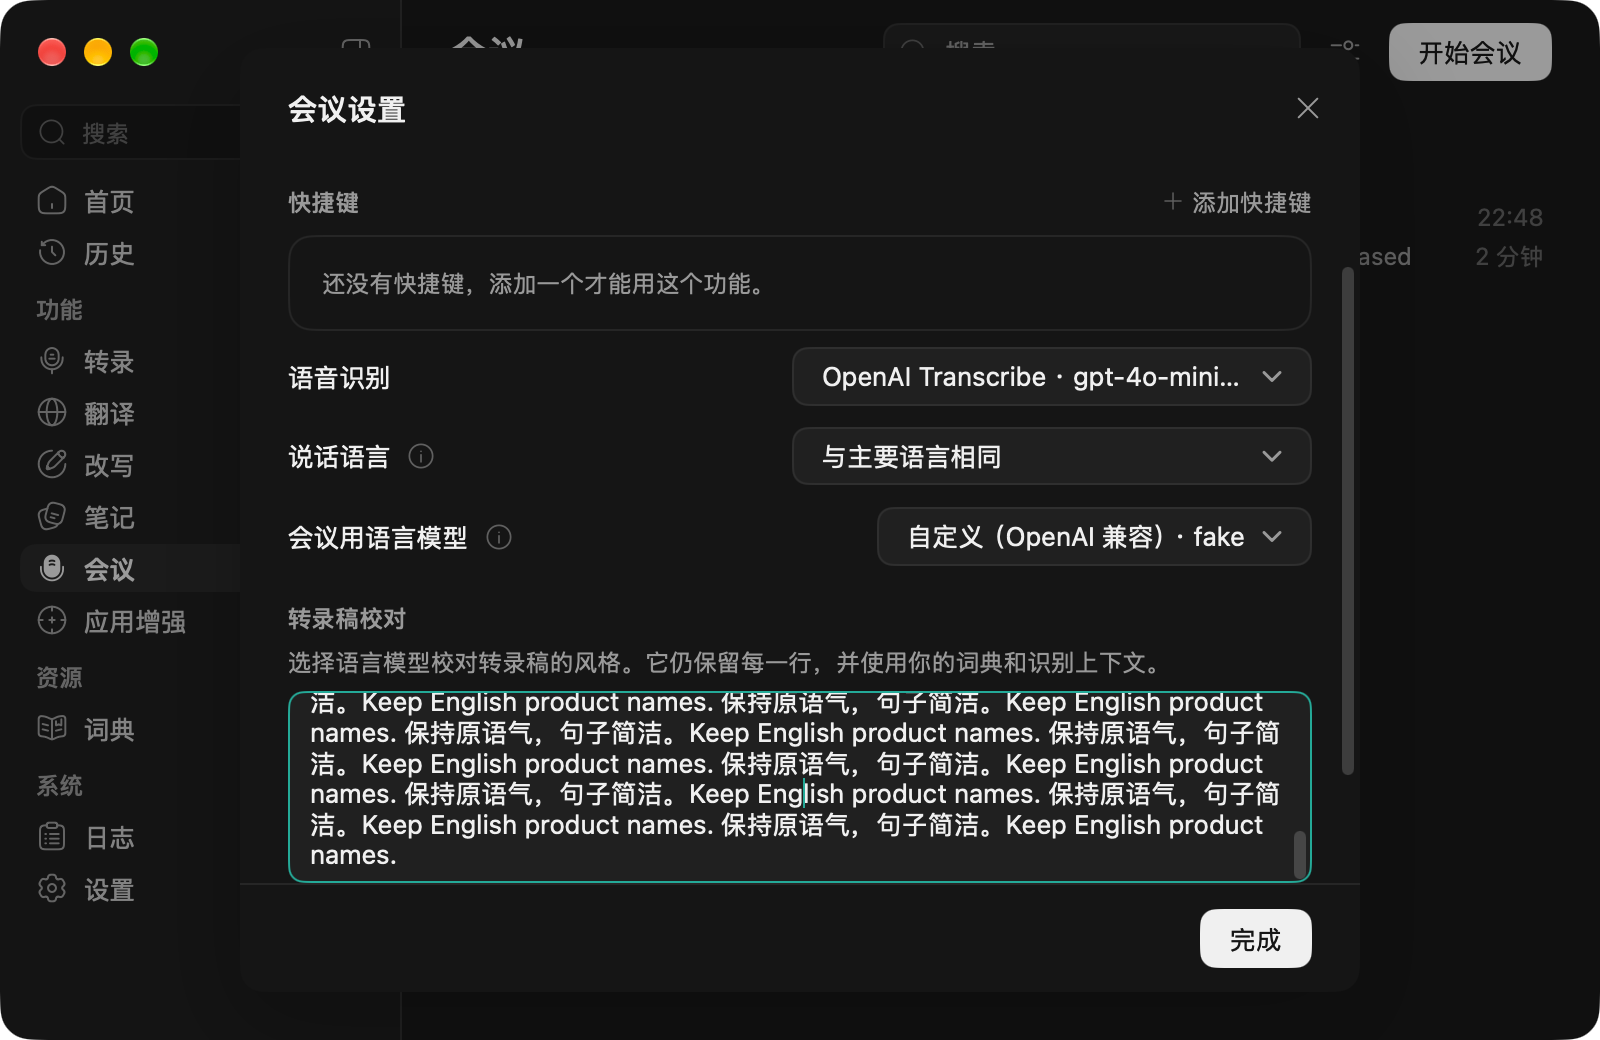 会议
搜索
开始会议
搜索
首页
历史
功能
转录
翻译
改写
笔记
会议
应用增强
资源
词典
系统
日志
设置
22:48
ased
2 分钟
会议设置
快捷键
添加快捷键
还没有快捷键，添加一个才能用这个功能。
语音识别
OpenAI Transcribe · gpt-4o-mini...
说话语言
与主要语言相同
会议用语言模型
自定义（OpenAI 兼容）· fake
转录稿校对
选择语言模型校对转录稿的风格。它仍保留每一行，并使用你的词典和识别上下文。
洁。Keep English product names. 保持原语气，句子简洁。Keep English product
names. 保持原语气，句子简洁。Keep English product names. 保持原语气，句子简
洁。Keep English product names. 保持原语气，句子简洁。Keep English product
names. 保持原语气，句子简洁。Keep English product names. 保持原语气，句子简
洁。Keep English product names. 保持原语气，句子简洁。Keep English product
names.
完成